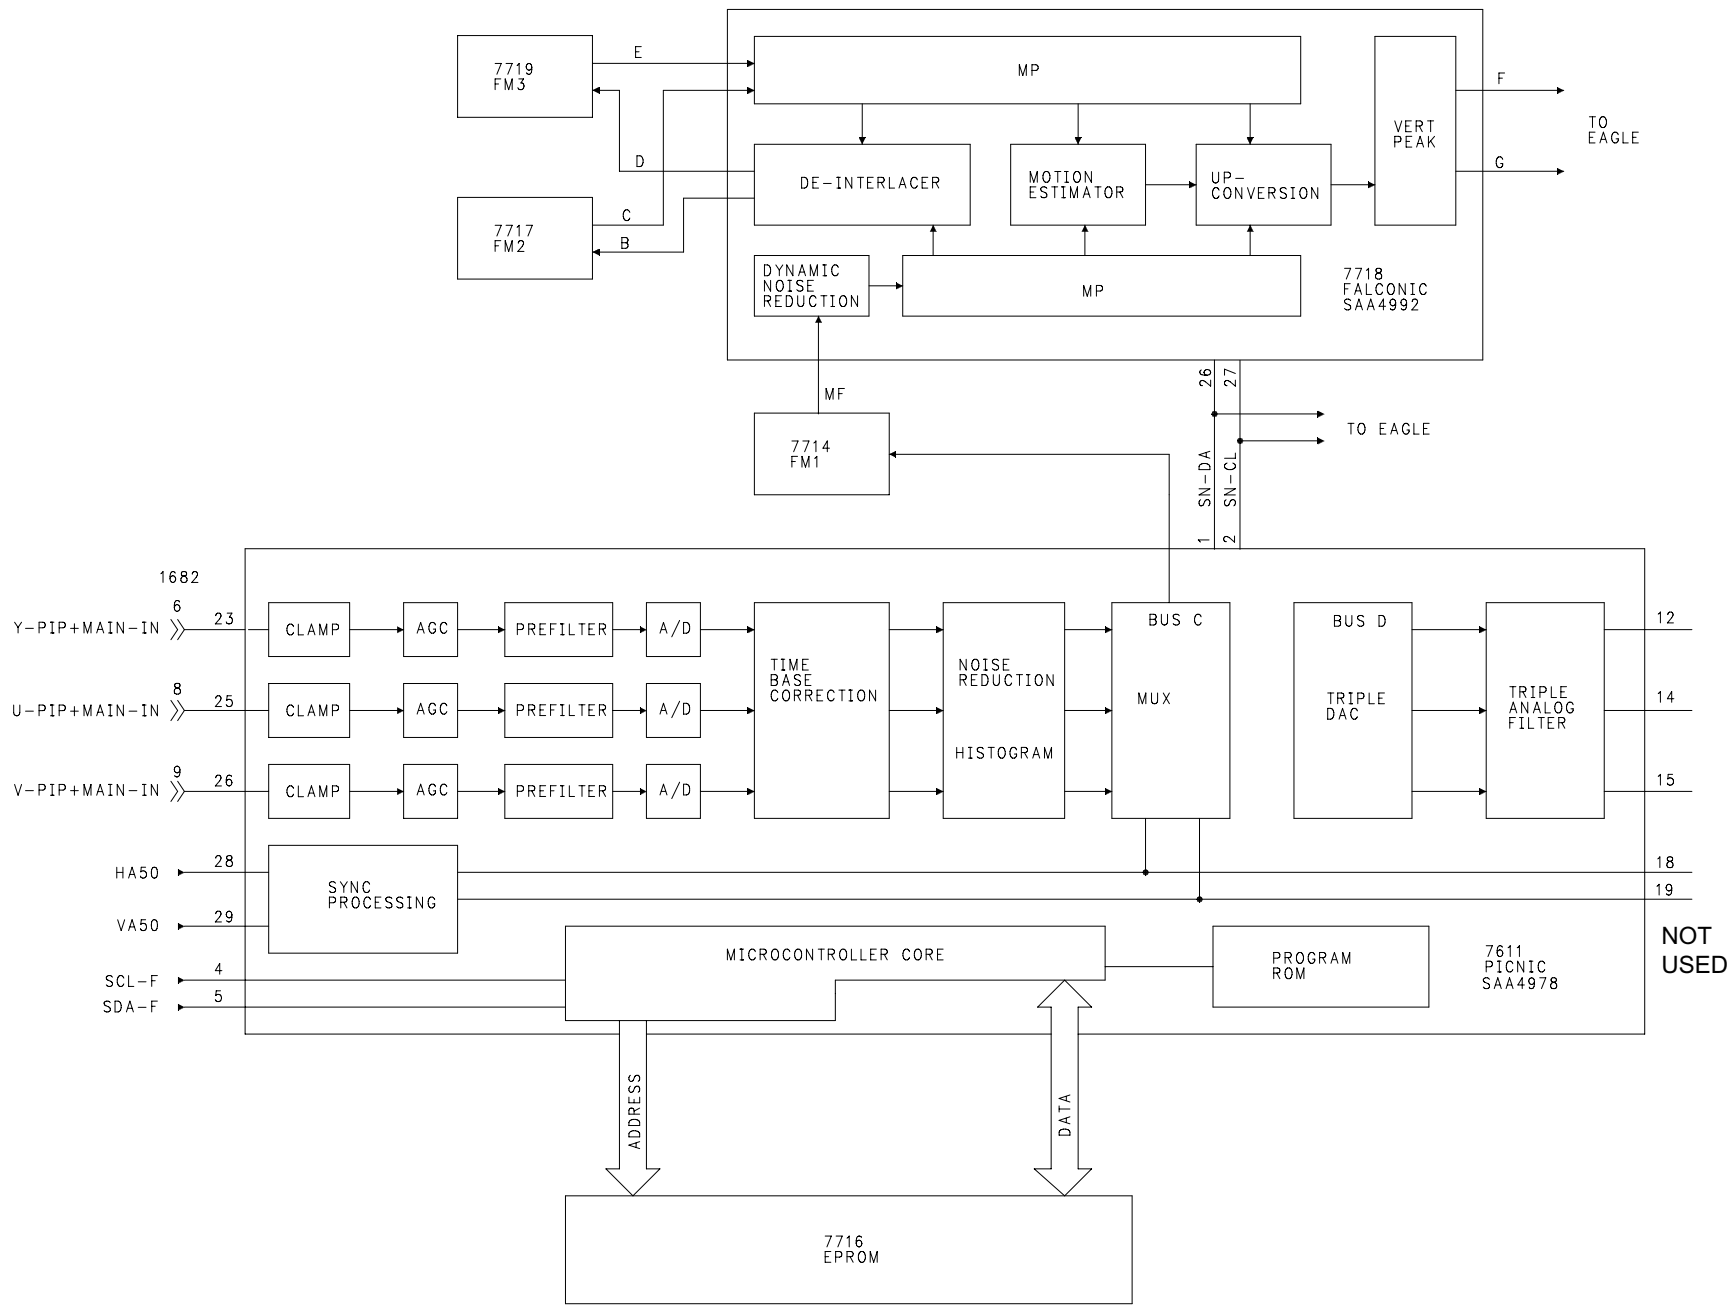 7719
FM3
E
MP
F
TO
EAGLE
VERT
PEAK
D
DE-INTERLACER
MOTION
ESTIMATOR
UP-
CONVERSION
G
7717
FM2
C
B
DYNAMIC
NOISE
REDUCTION
MP
7718
FALCONIC
SAA4992
MF
26
27
TO EAGLE
7714
FM1
SN-DA
SN-CL
1
2
1682
6
Y-PIP+MAIN-IN
23
CLAMP
AGC
PREFILTER
A/D
BUS C
BUS D
12
TIME
BASE
CORRECTION
NOISE
REDUCTION
8
U-PIP+MAIN-IN
25
CLAMP
AGC
PREFILTER
A/D
MUX
TRIPLE
DAC
TRIPLE
ANALOG
FILTER
14
HISTOGRAM
9
V-PIP+MAIN-IN
26
CLAMP
AGC
PREFILTER
A/D
15
HA50
28
18
SYNC
PROCESSING
19
VA50
29
NOT
USED
MICROCONTROLLER CORE
PROGRAM
ROM
7611
PICNIC
SAA4978
SCL-F
4
SDA-F
5
ADDRESS
DATA
7716
EPROM